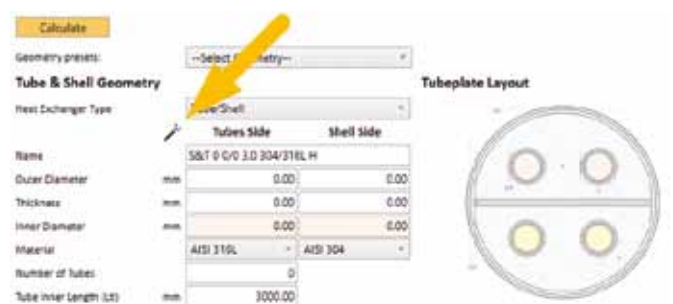 Calculate
Geometry presets: --Select Geometry--
Tube & Shell Geometry
Tubeplate Layout
Heat Exchanger Type Tube/Shell
Tubes Side Shell Side
Name S&T 0 0/0 3.0 304/316L H
Outer Diameter mm 0.00 0.00
Thickness mm 0.00 0.00
Inner Diameter mm 0.00 0.00
Material AISI 316L AISI 304
Number of Tubes 0
Tube Inner Length (Lt) mm 3000.00